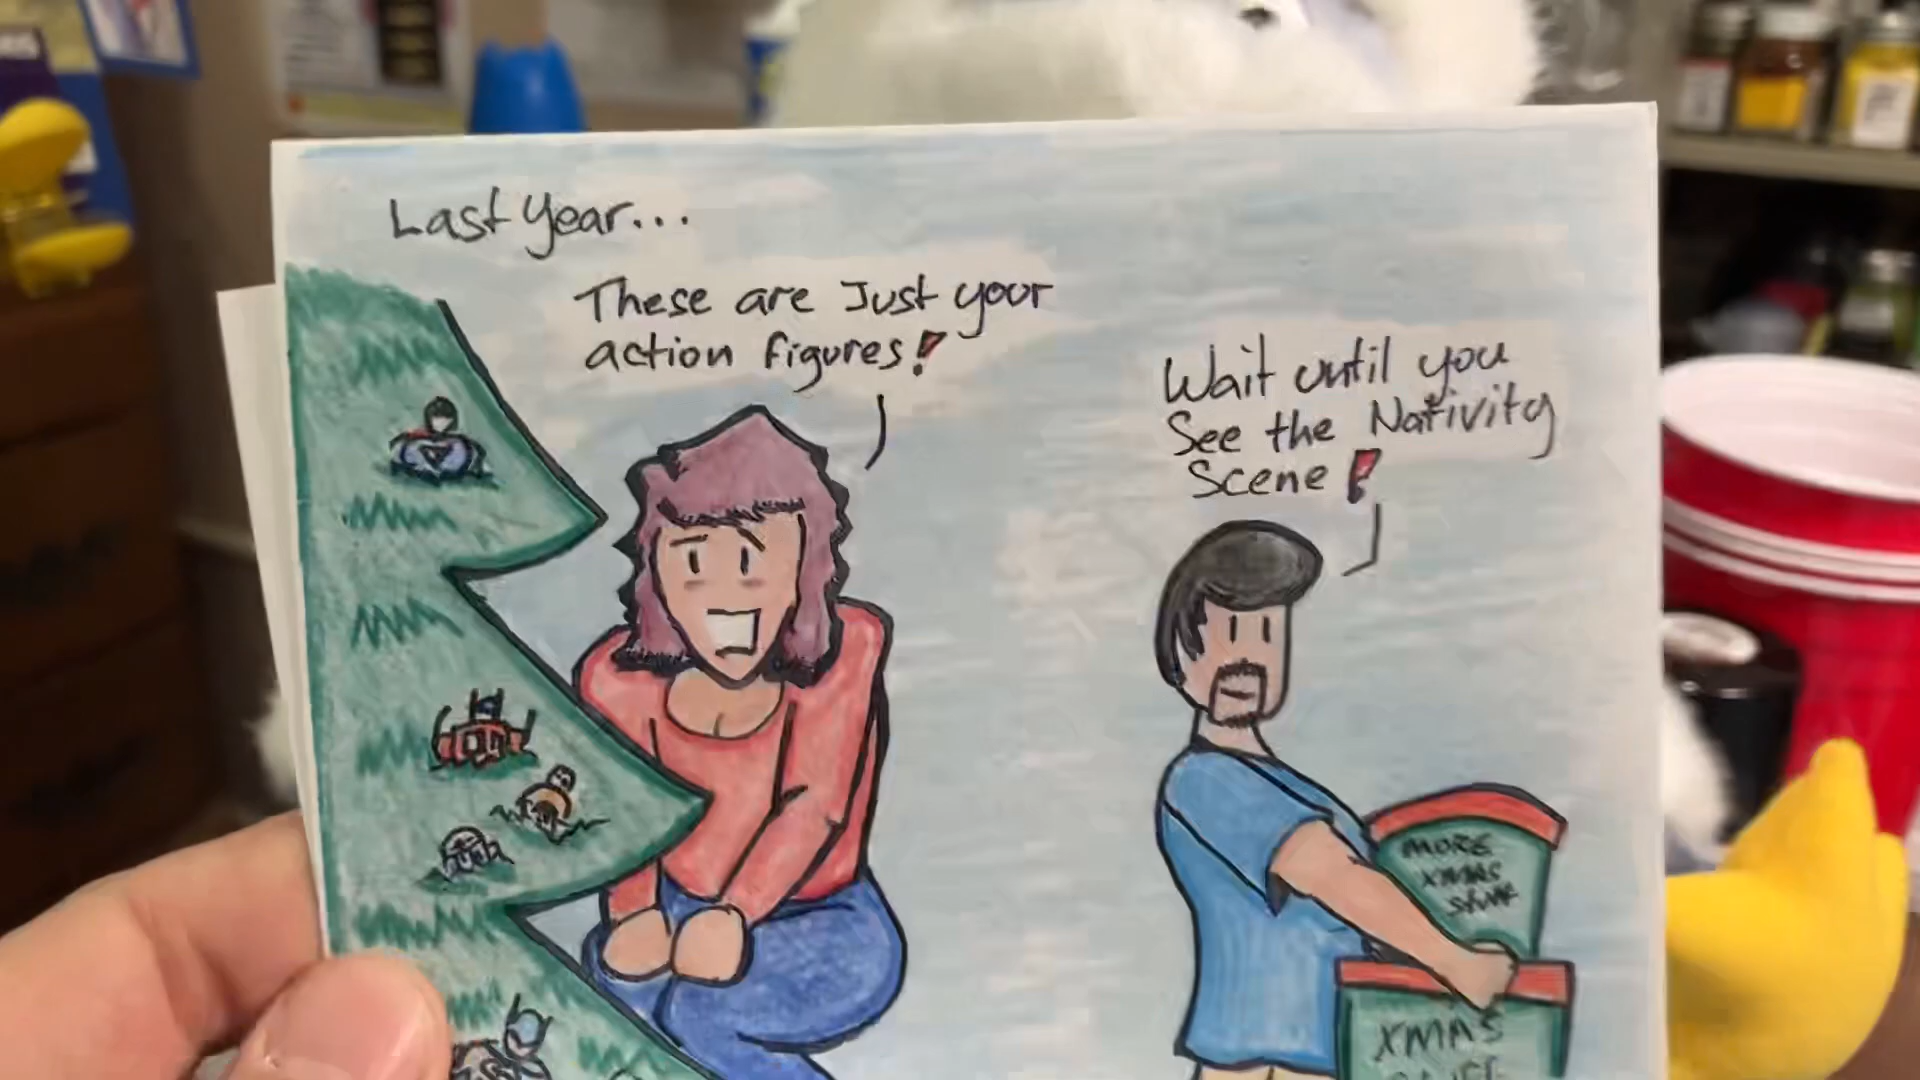 Last Year...
These are Just your
action figures!
Wait until you
See the Nativity
Scene!
MORE
XMAS
XMAS